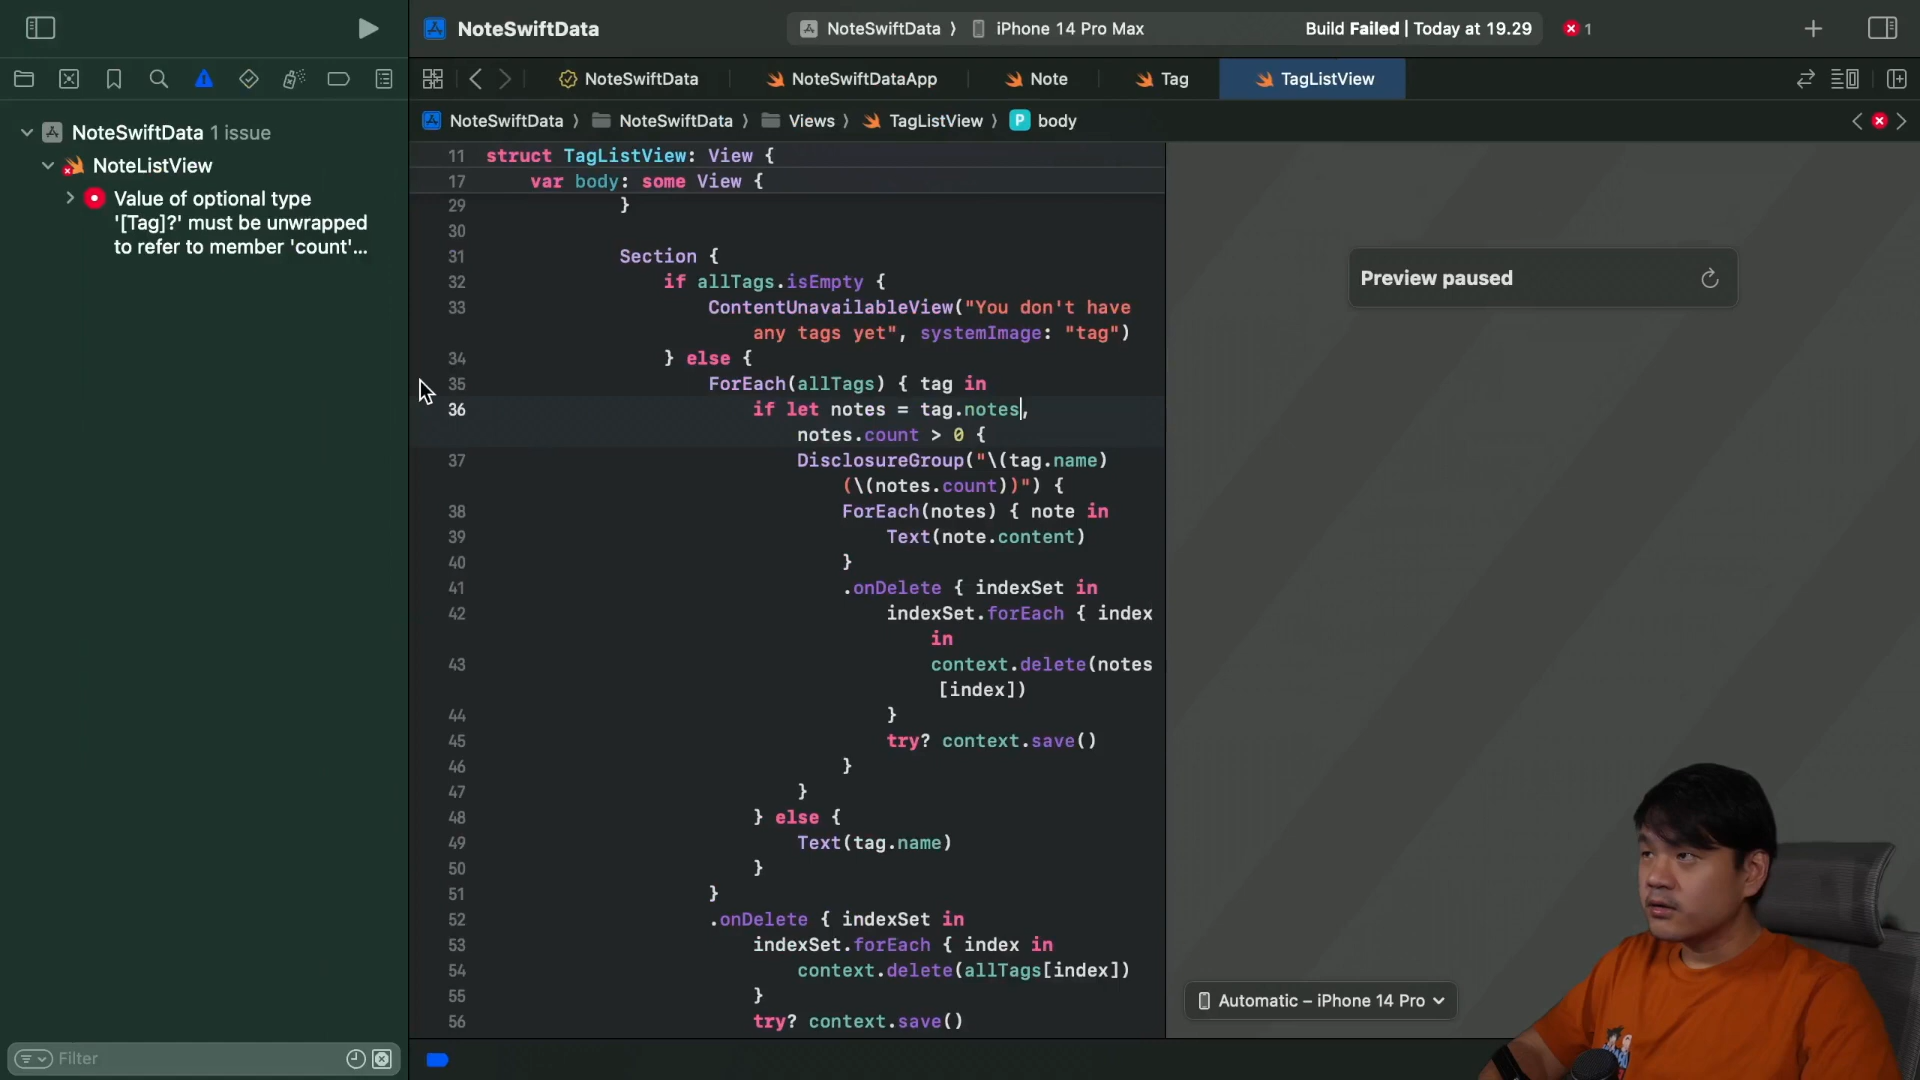 NoteSwiftData
NoteSwiftData ⟩ iPhone 14 Pro Max
Build Failed | Today at 19.29
1
NoteSwiftData
NoteSwiftDataApp
Note
Tag
TagListView
NoteSwiftData ⟩ NoteSwiftData ⟩ Views ⟩ TagListView ⟩ P body
NoteSwiftData 1 issue
NoteListView
Value of optional type
'[Tag]?' must be unwrapped
to refer to member 'count'...
Filter
11 struct TagListView: View {
17 var body: some View {
29 }
30
31 Section {
32 if allTags.isEmpty {
33 ContentUnavailableView("You don't have
any tags yet", systemImage: "tag")
34 } else {
35 ForEach(allTags) { tag in
36 if let notes = tag.notes,
notes.count > 0 {
37 DisclosureGroup("\(tag.name)
(\(notes.count))") {
38 ForEach(notes) { note in
39 Text(note.content)
40 }
41 .onDelete { indexSet in
42 indexSet.forEach { index
in
43 context.delete(notes
[index])
44 }
45 try? context.save()
46 }
47 }
48 } else {
49 Text(tag.name)
50 }
51 }
52 .onDelete { indexSet in
53 indexSet.forEach { index in
54 context.delete(allTags[index])
55 }
56 try? context.save()
Preview paused
Automatic – iPhone 14 Pro